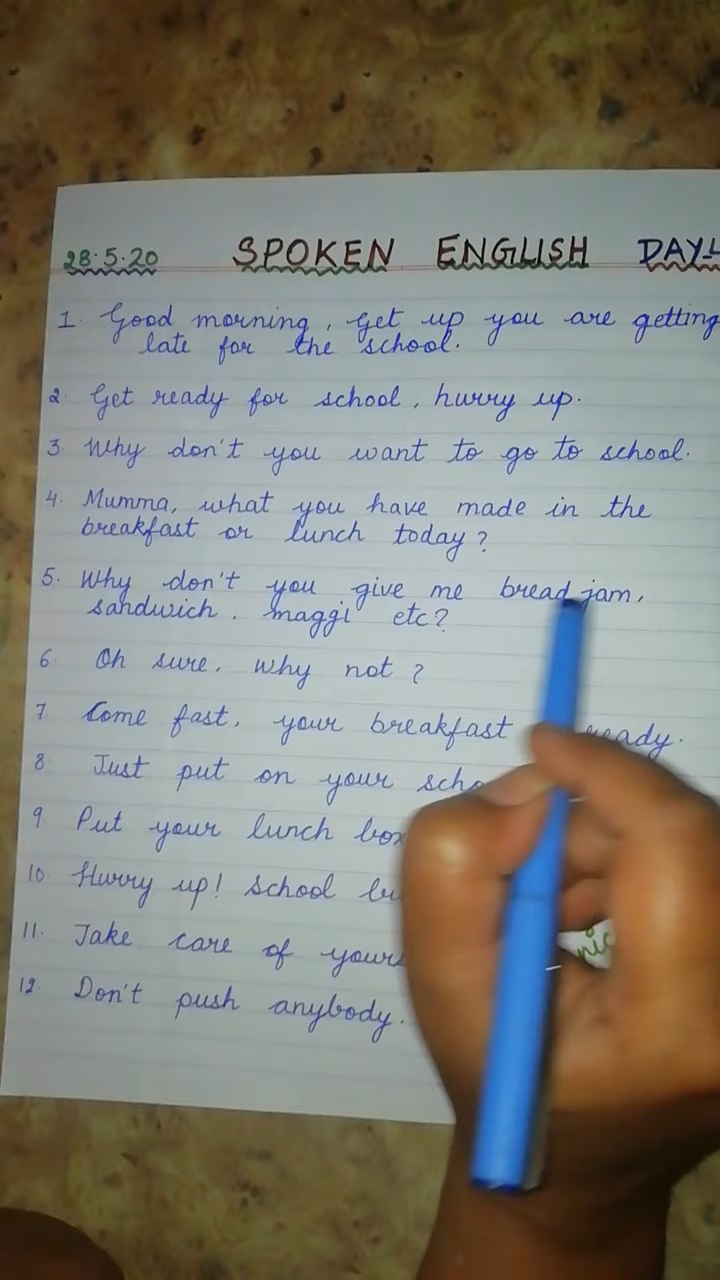 28.5.20 SPOKEN ENGLISH
1. Good morning, Get up you are getting
late for the school.
2. Get ready for school, hurry up.
3. Why don't you want to go to school.
4. Mumma, what you have made in the
breakfast or lunch today?
5. Why don't you give me bread jam,
sandwich, maggi etc?
6. Oh sure, why not?
7. Come fast, your breakfast ready.
8. Just put on your
9. Put your lunch box
10. Hurry up! School
11. Take care of
12. Don't push anybody.